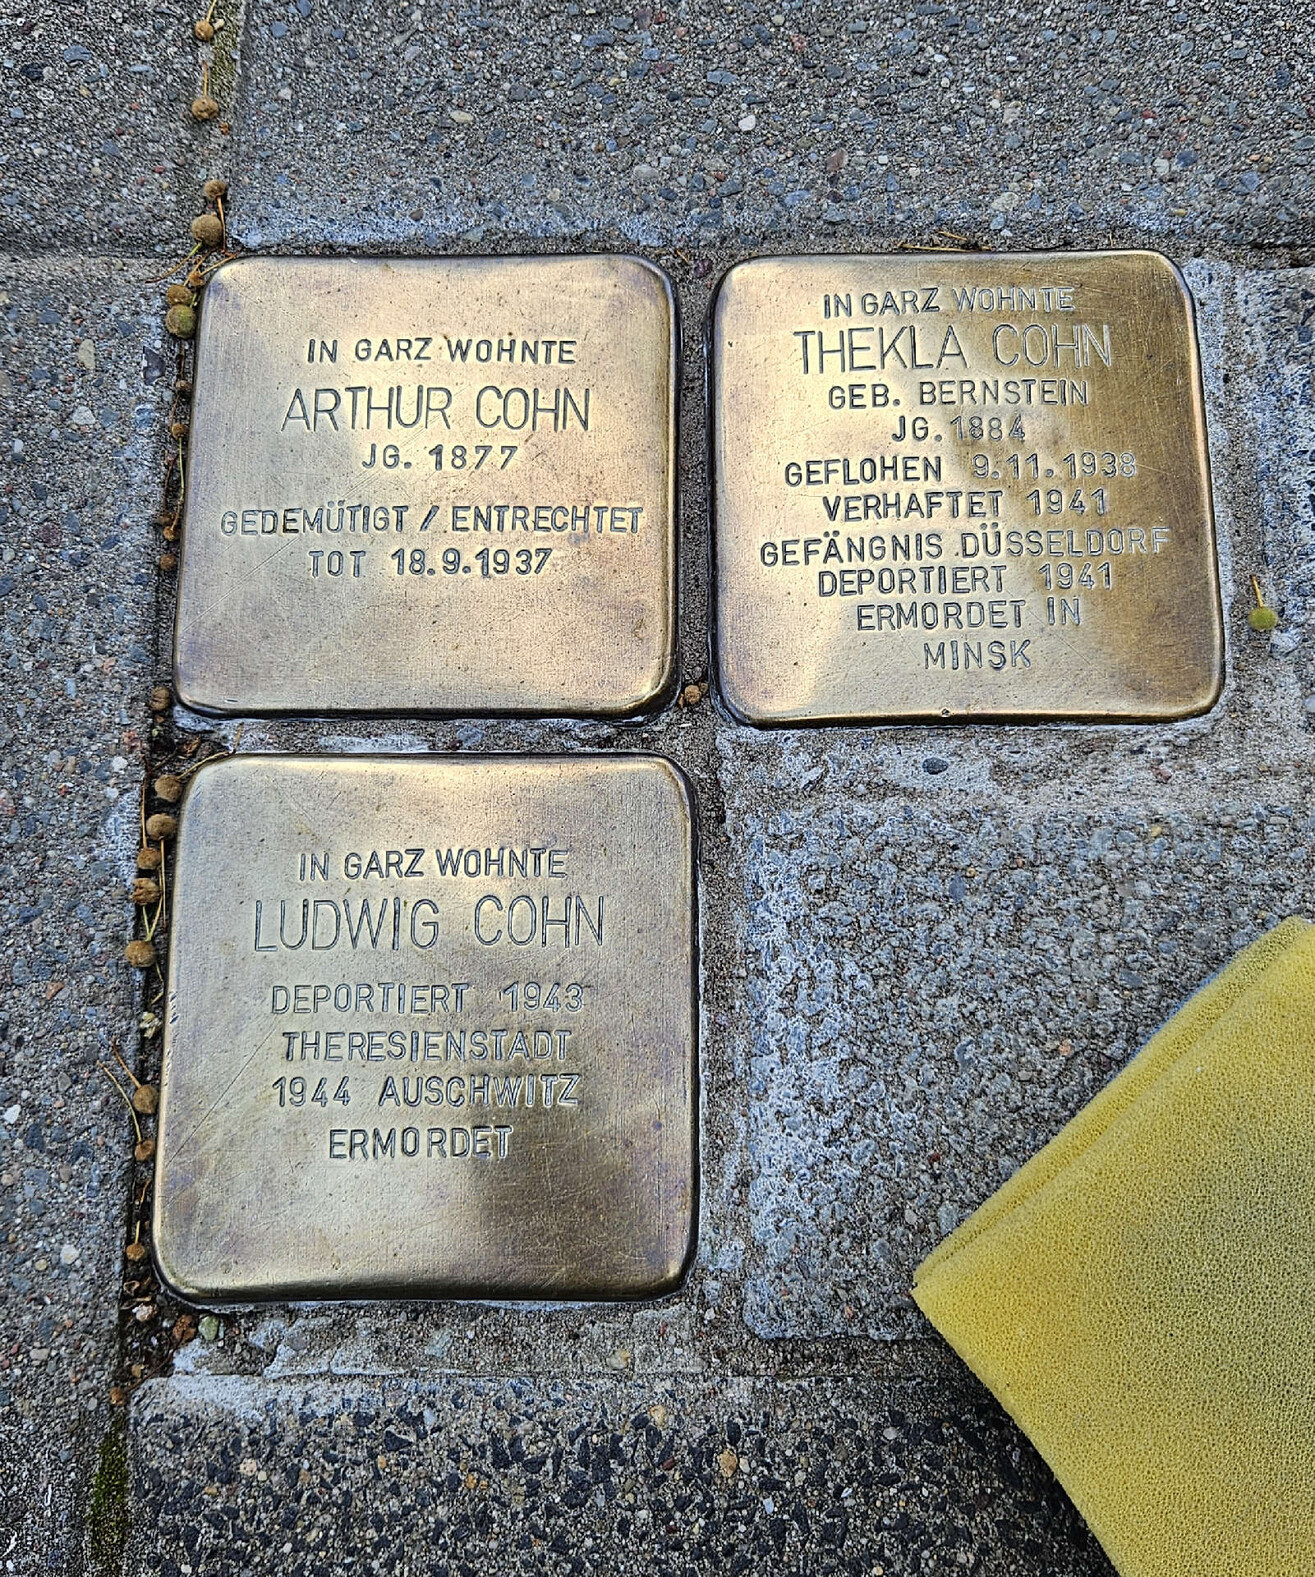 IN GARZ WOHNTE
ARTHUR COHN
JG. 1877
GEDEMÜTIGT / ENTRECHTET
TOT 18.9.1937
IN GARZ WOHNTE
THEKLA COHN
GEB. BERNSTEIN
JG. 1884
GEFLOHEN 9.11.1938
VERHAFTET 1941
GEFÄNGNIS DÜSSELDORF
DEPORTIERT 1941
ERMORDET IN
MINSK
IN GARZ WOHNTE
LUDWIG COHN
DEPORTIERT 1943
THERESIENSTADT
1944 AUSCHWITZ
ERMORDET